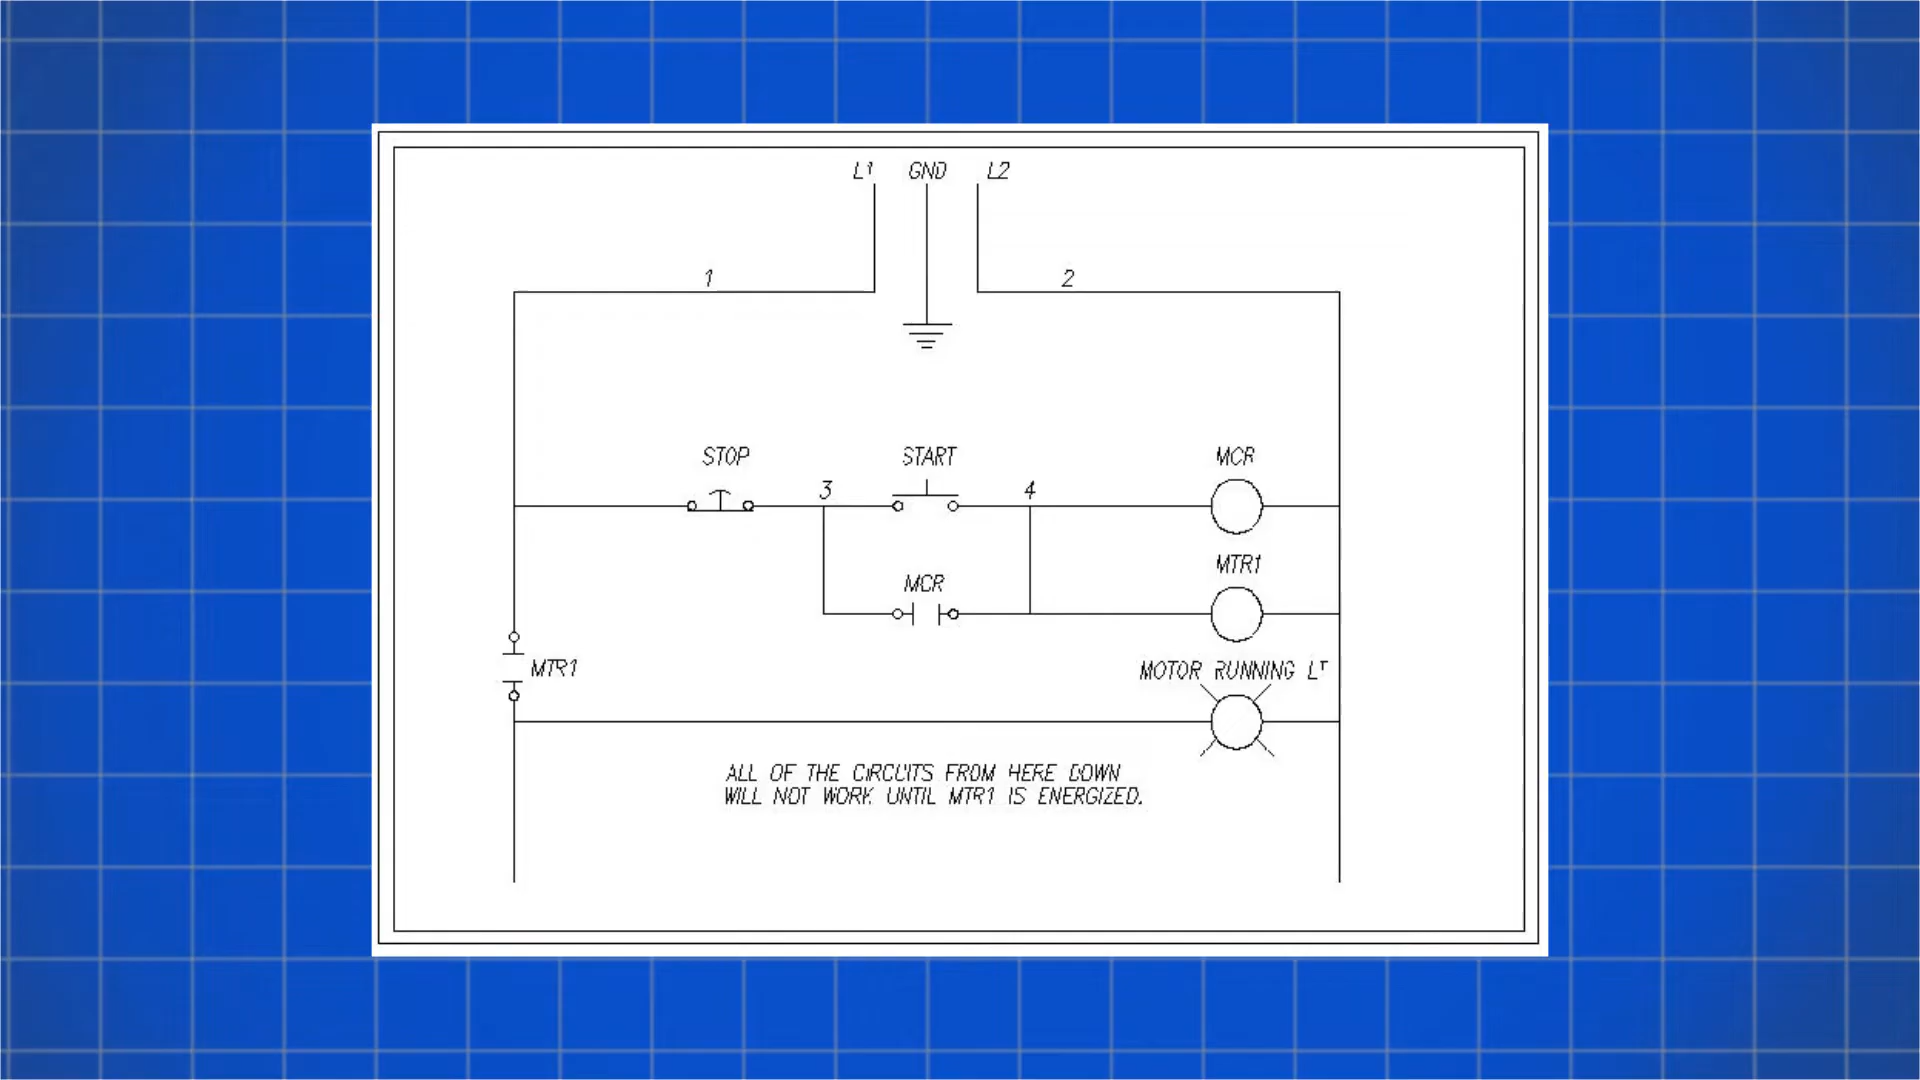 L1 GND L2
1 2
STOP START MCR
3 4
MTR1
MCR
MTR1 MOTOR RUNNING LT
ALL OF THE CIRCUITS FROM HERE DOWN
WILL NOT WORK UNTIL MTR1 IS ENERGIZED.